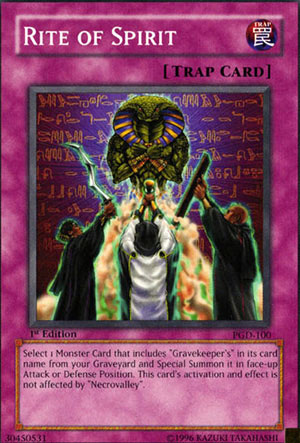 RITE OF SPIRIT
TRAP
罠
[TRAP CARD]
1st Edition
PGD-100
Select 1 Monster Card that includes "Gravekeeper's" in its card
name from your Graveyard and Special Summon it in face-up
Attack or Defense Position. This card's activation and effect is
not affected by "Necrovalley".
30450531
©1996 KAZUKI TAKAHASHI